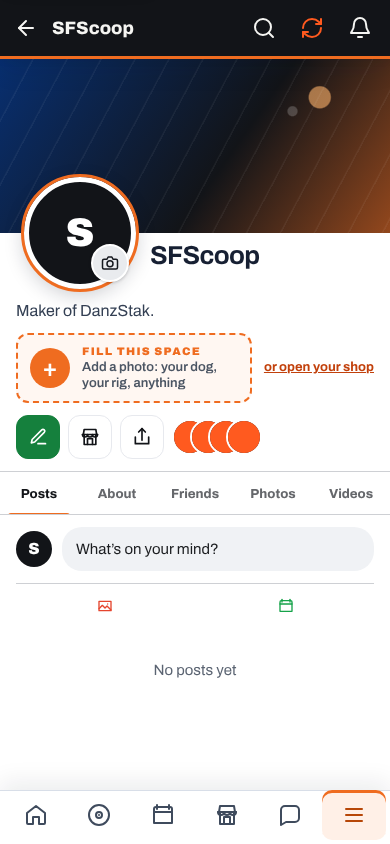 SFScoop
S
SFScoop
Maker of DanzStak.
FILL THIS SPACE
Add a photo: your dog,
your rig, anything
or open your shop
Posts About Friends Photos Videos
S
What's on your mind?
No posts yet